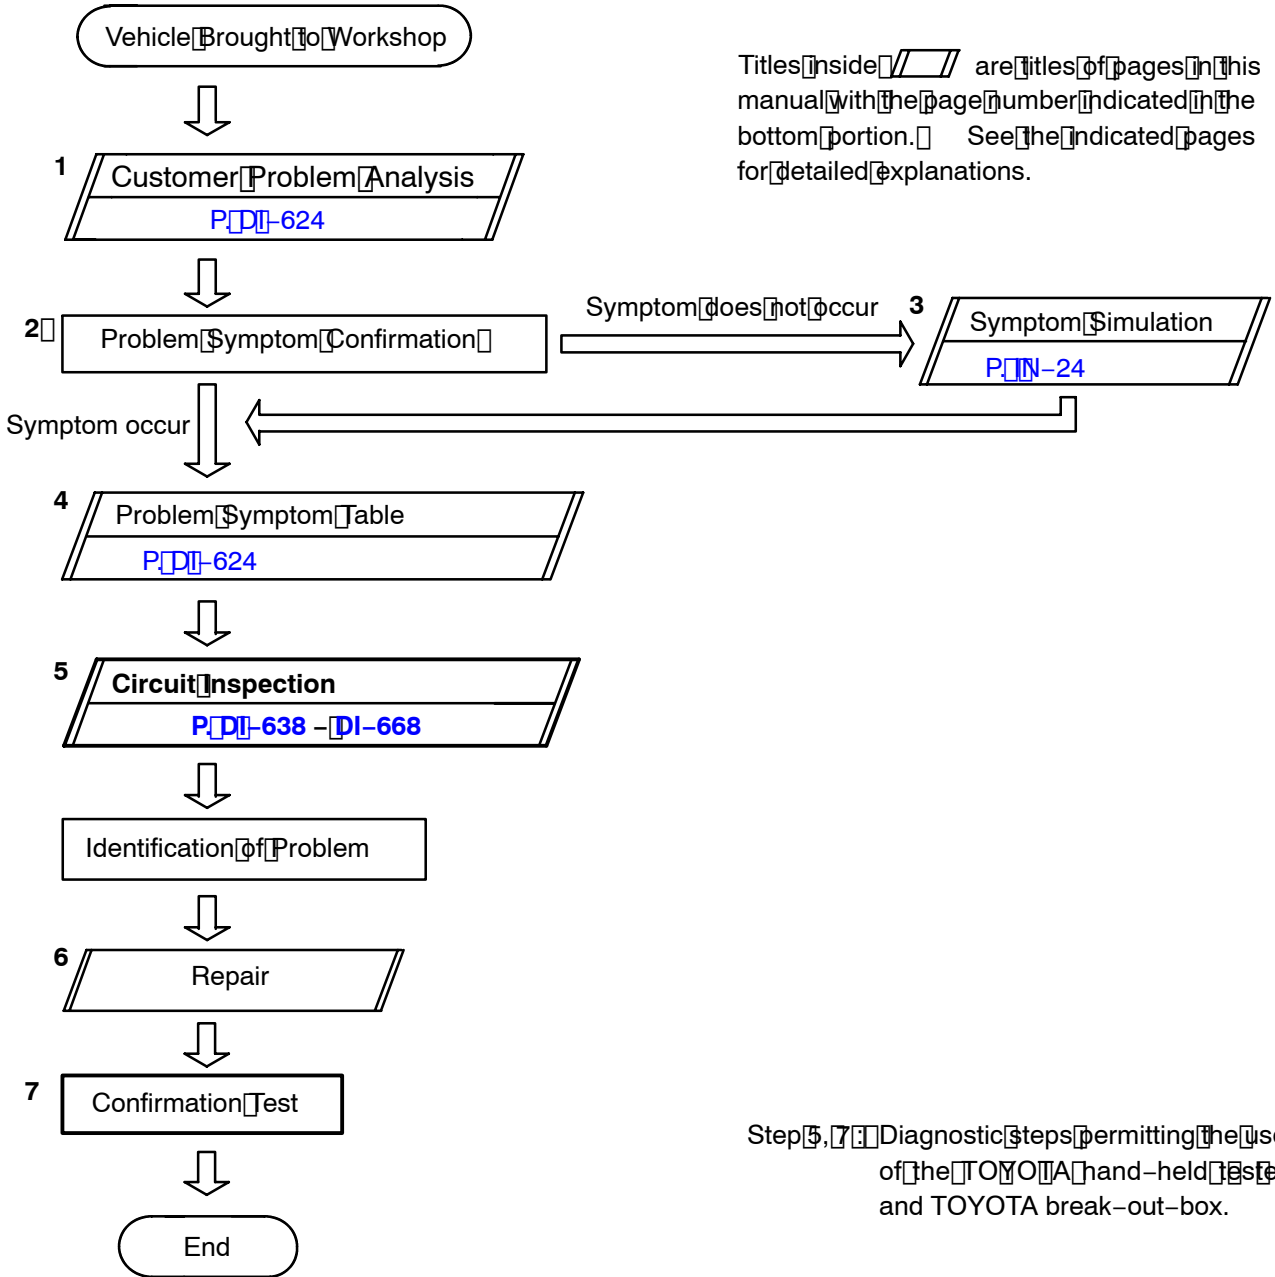 Vehicle Brought to Workshop
Titles inside are titles of pages in this
manual with the page number indicated in the
bottom portion. See the indicated pages
for detailed explanations.
1
Customer Problem Analysis
P. DI–624
2
Problem Symptom Confirmation
Symptom does not occur
3
Symptom Simulation
P. IN–24
Symptom occur
4
Problem Symptom Table
P. DI–624
5
Circuit Inspection
P. DI–638 – DI–668
Identification of Problem
6
Repair
7
Confirmation Test
Step 5, 7 : Diagnostic steps permitting the use
of the TOYOTA hand–held teste
and TOYOTA break–out–box.
End